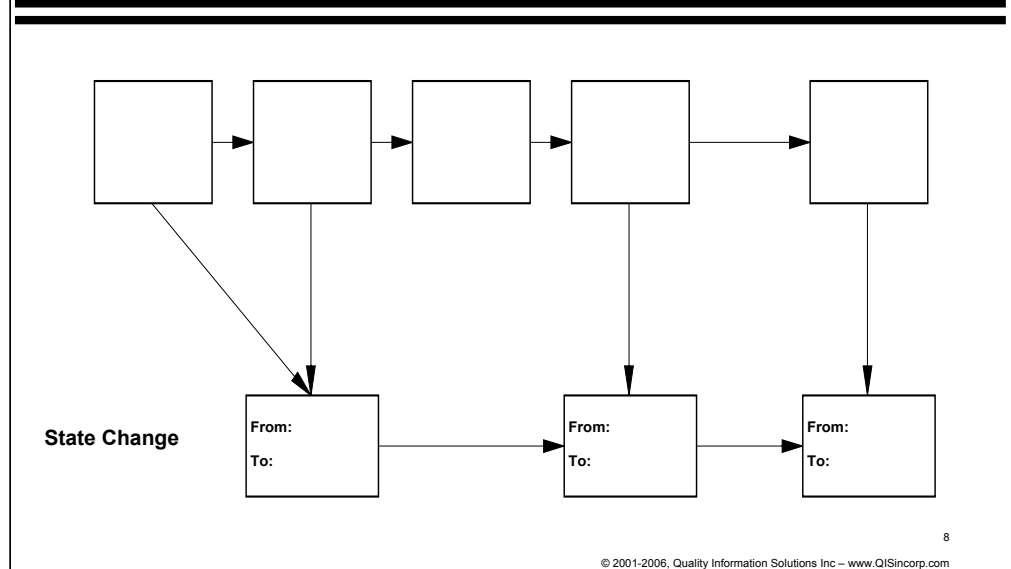 State Change
From:
To:
From:
To:
From:
To:
8
© 2001-2006, Quality Information Solutions Inc – www.QISincorp.com